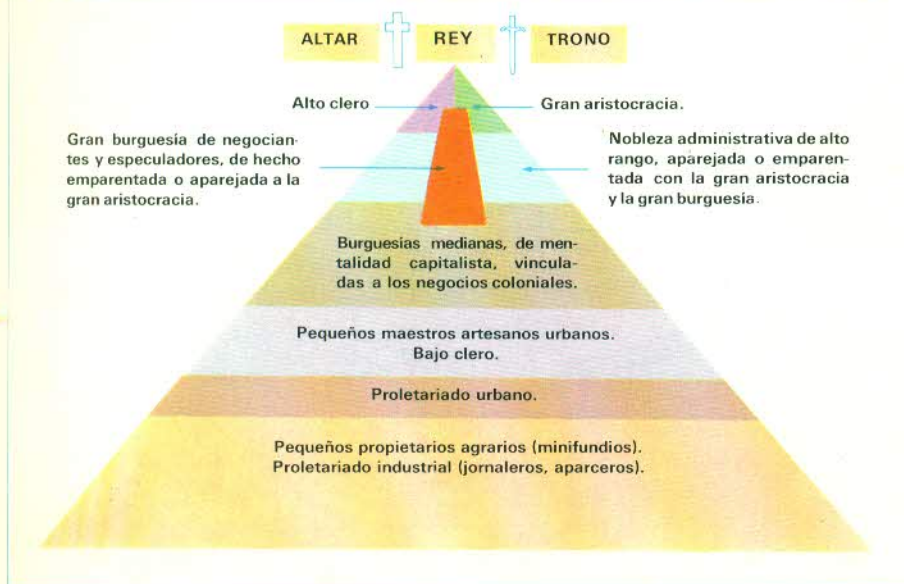 ALTAR REY TRONO
Alto clero
Gran aristocracia.
Gran burguesía de negocian-
tes y especuladores, de hecho
emparentada o aparejada a la
gran aristocracia.
Nobleza administrativa de alto
rango, aparejada o emparen-
tada con la gran aristocracia
y la gran burguesía.
Burguesías medianas, de men-
talidad capitalista, vincula-
das a los negocios coloniales.
Pequeños maestros artesanos urbanos.
Bajo clero.
Proletariado urbano.
Pequeños propietarios agrarios (minifundios).
Proletariado industrial (jornaleros, aparceros).